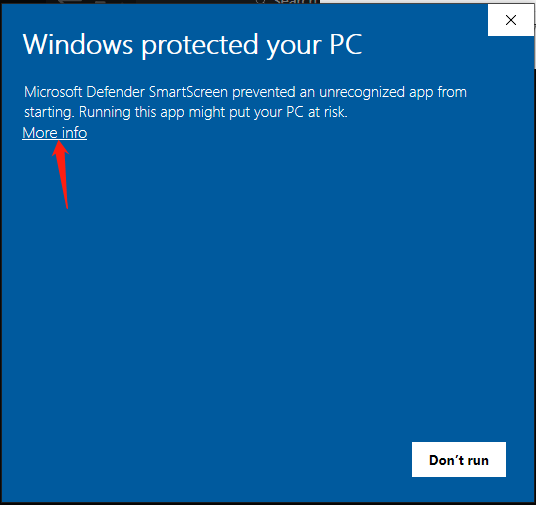 Search
Windows protected your PC
Microsoft Defender SmartScreen prevented an unrecognized app from
starting. Running this app might put your PC at risk.
More info
Don't run